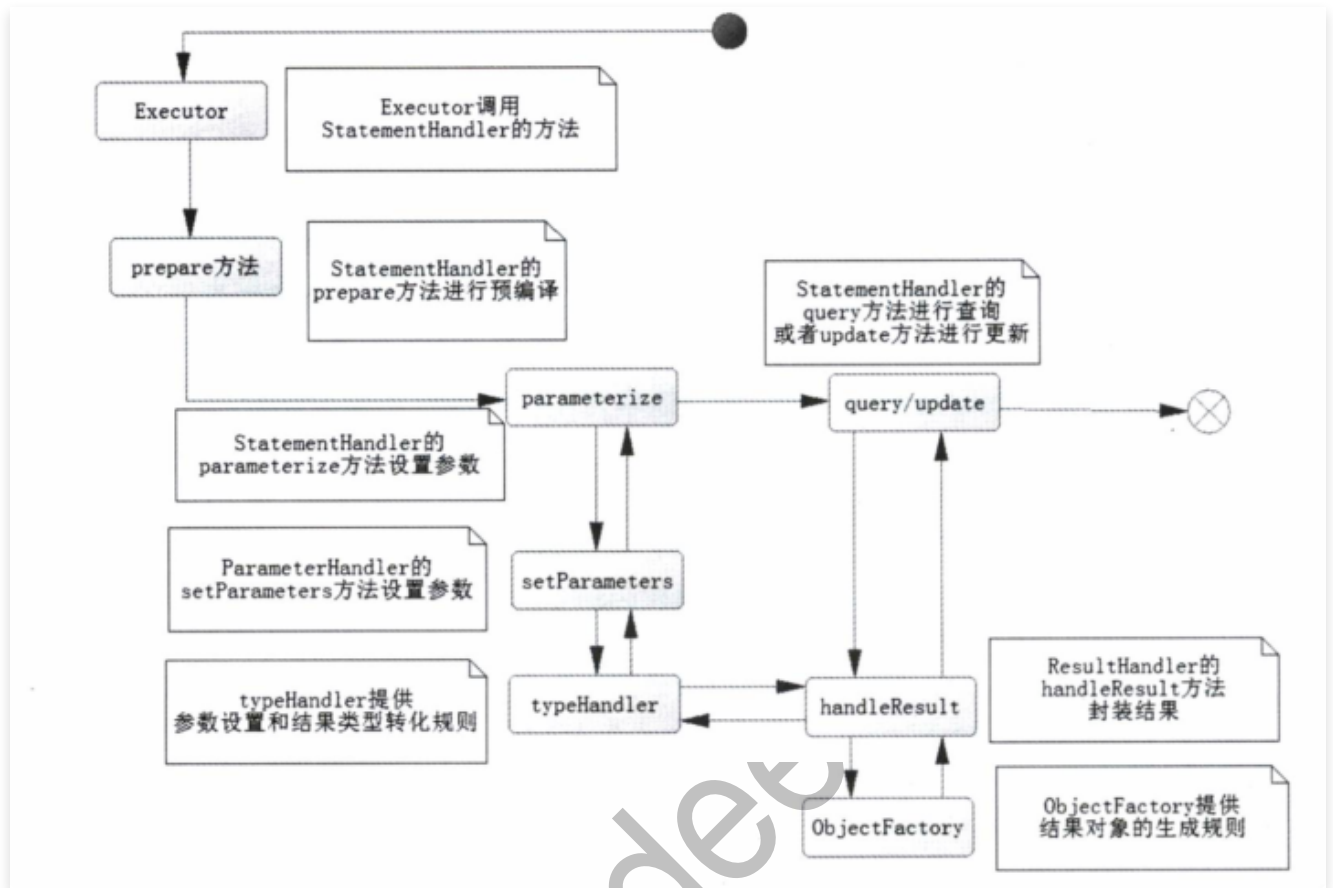 Executor
Executor调用
StatementHandler的方法
prepare方法
StatementHandler的
prepare方法进行预编译
StatementHandler的
query方法进行查询
或者update方法进行更新
parameterize
query/update
StatementHandler的
parameterize方法设置参数
ParameterHandler的
setParameters方法设置参数
setParameters
typeHandler提供
参数设置和结果类型转化规则
typeHandler
handleResult
ResultHandler的
handleResult方法
封装结果
ObjectFactory
ObjectFactory提供
结果对象的生成规则